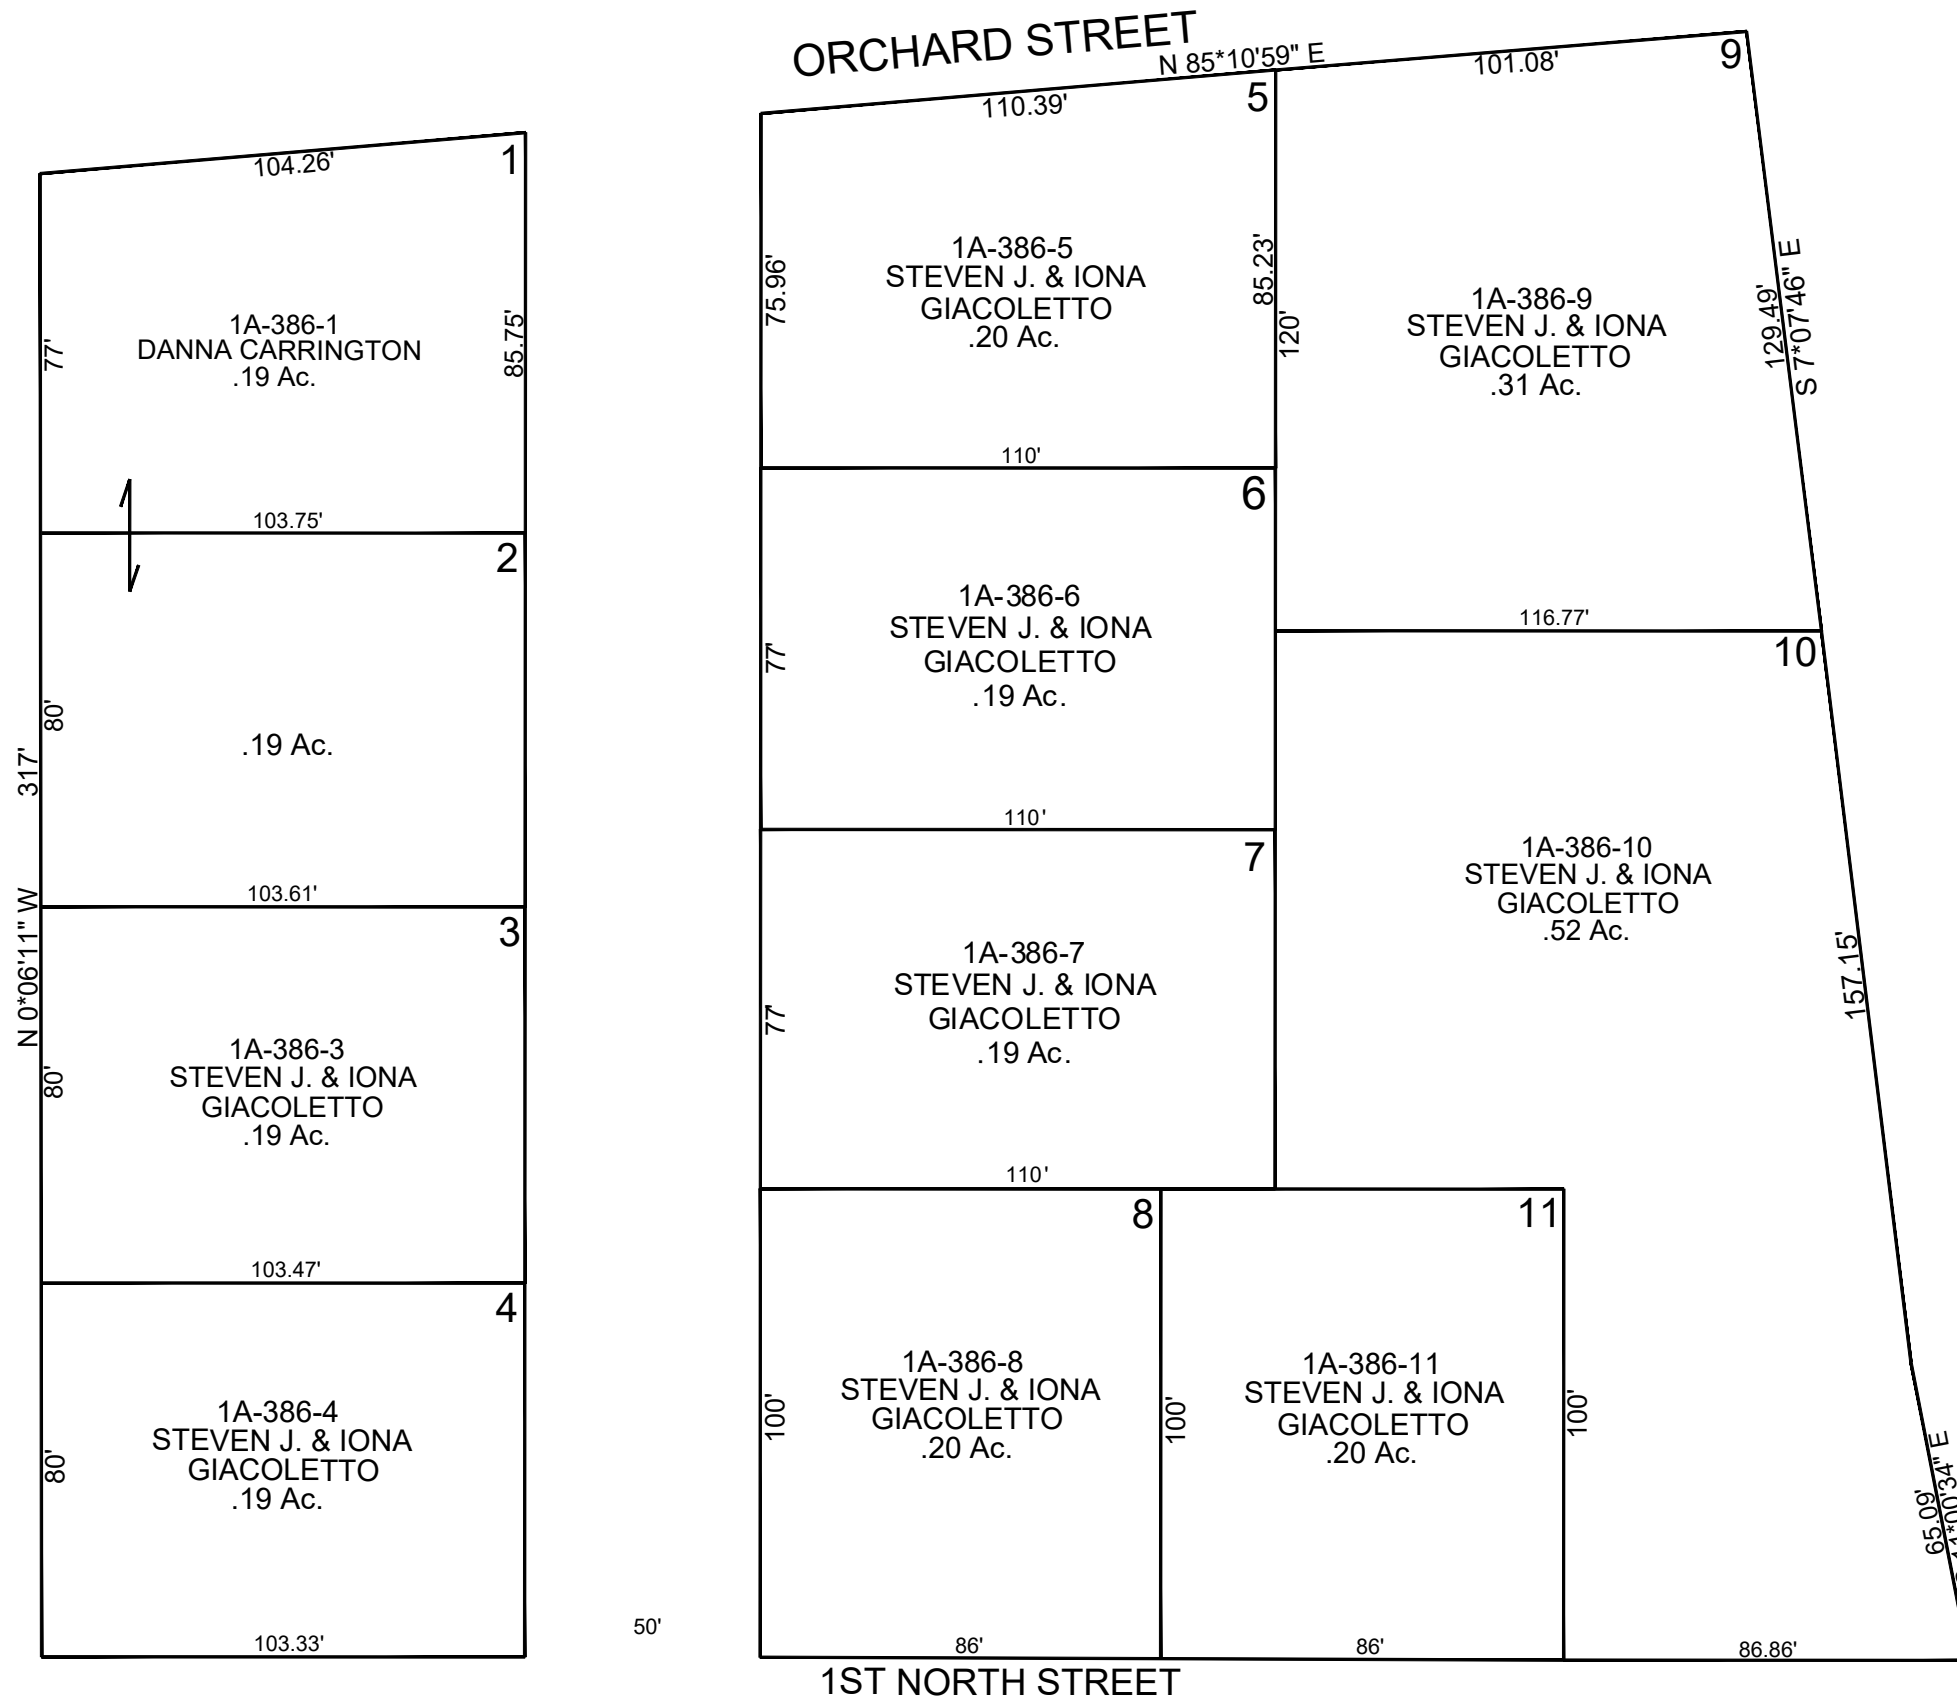 ORCHARD STREET
N 85*10'59" E
110.39'
101.08'
104.26'
1
5
9
1A-386-1
DANNA CARRINGTON
.19 Ac.
77'
85.75'
103.75'
2
80'
.19 Ac.
317'
103.61'
3
N 0*06'11" W
1A-386-3
STEVEN J. & IONA
GIACOLETTO
.19 Ac.
80'
103.47'
4
1A-386-4
STEVEN J. & IONA
GIACOLETTO
.19 Ac.
80'
103.33'
50'
75.96'
1A-386-5
STEVEN J. & IONA
GIACOLETTO
.20 Ac.
85.23'
120'
110'
6
1A-386-6
STEVEN J. & IONA
GIACOLETTO
.19 Ac.
77'
110'
7
1A-386-7
STEVEN J. & IONA
GIACOLETTO
.19 Ac.
77'
110'
8
1A-386-8
STEVEN J. & IONA
GIACOLETTO
.20 Ac.
100'
100'
86'
1A-386-9
STEVEN J. & IONA
GIACOLETTO
.31 Ac.
129.49'
S 7*07'46" E
116.77'
10
1A-386-10
STEVEN J. & IONA
GIACOLETTO
.52 Ac.
157.15'
11
1A-386-11
STEVEN J. & IONA
GIACOLETTO
.20 Ac.
100'
86'
65.09'
11*00'34" E
86.86'
1ST NORTH STREET